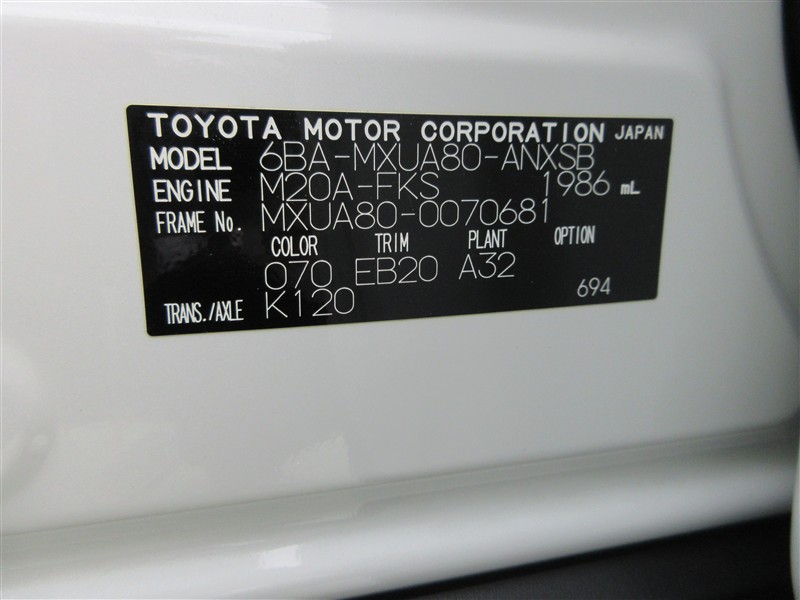 TOYOTA MOTOR CORPORATION JAPAN
MODEL 6BA-MXUA80-ANXSB
ENGINE M20A-FKS 1986 mL
FRAME No. MXUA80-0070681
COLOR TRIM PLANT OPTION
070 EB20 A32
TRANS./AXLE K120 694